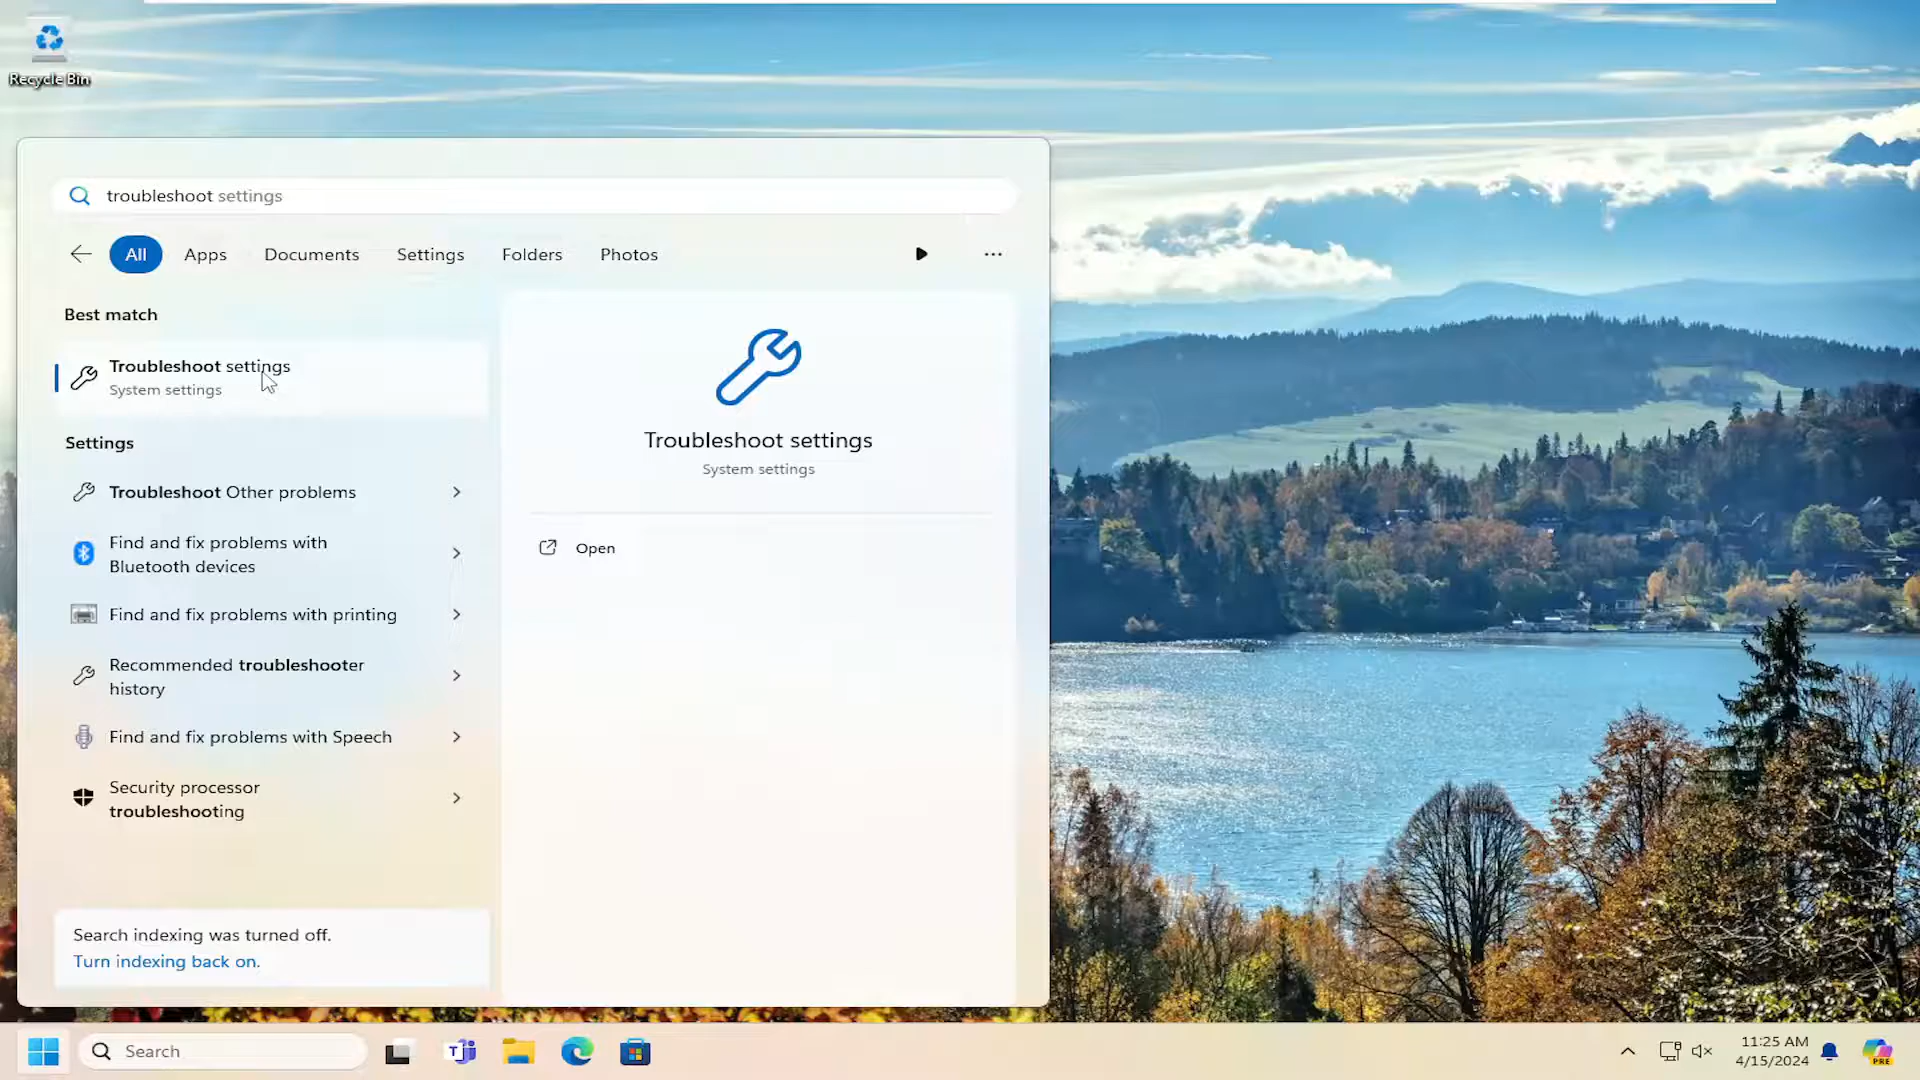 Recycle Bin
troubleshoot settings
All Apps Documents Settings Folders Photos
Best match
Troubleshoot settings
System settings
Settings
Troubleshoot Other problems
Find and fix problems with
Bluetooth devices
Find and fix problems with printing
Recommended troubleshooter
history
Find and fix problems with Speech
Security processor
troubleshooting
Search indexing was turned off.
Turn indexing back on.
Troubleshoot settings
System settings
Open
Search
11:25 AM
4/15/2024
PRE